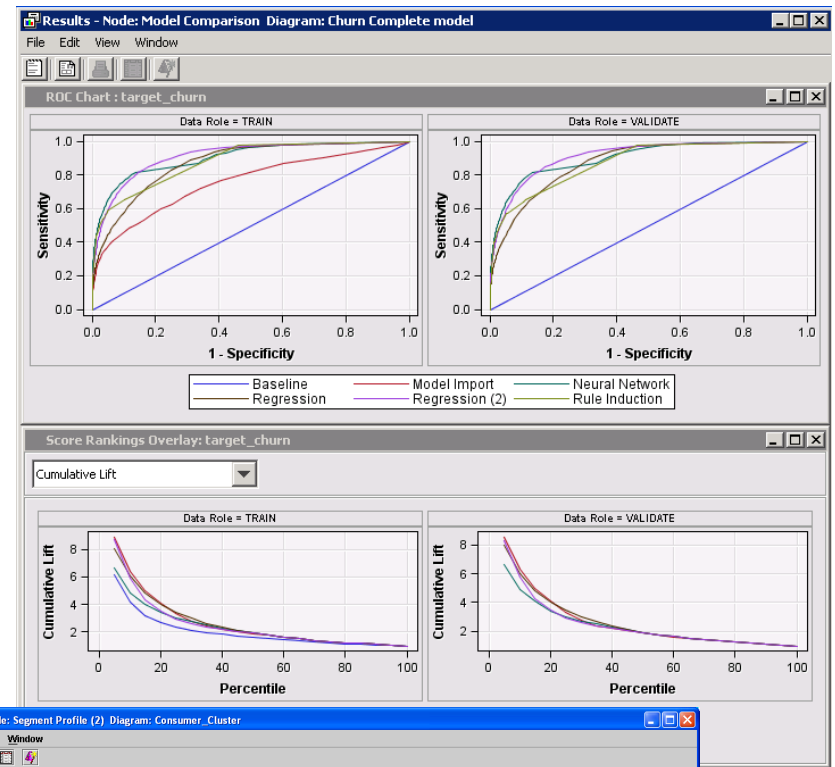 Results - Node: Model Comparison Diagram: Churn Complete model
File Edit View Window
ROC Chart : target_churn
Data Role = TRAIN
Data Role = VALIDATE
Sensitivity
1.0
0.8
0.6
0.4
0.2
0.0
0.0 0.2 0.4 0.6 0.8 1.0
1 - Specificity
Sensitivity
1.0
0.8
0.6
0.4
0.2
0.0
0.0 0.2 0.4 0.6 0.8 1.0
1 - Specificity
Baseline Model Import Neural Network
Regression Regression (2) Rule Induction
Score Rankings Overlay: target_churn
Cumulative Lift
Data Role = TRAIN
Data Role = VALIDATE
Cumulative Lift
8
6
4
2
0 20 40 60 80 100
Percentile
Cumulative Lift
8
6
4
2
0 20 40 60 80 100
Percentile
de: Segment Profile (2) Diagram: Consumer_Cluster
Window